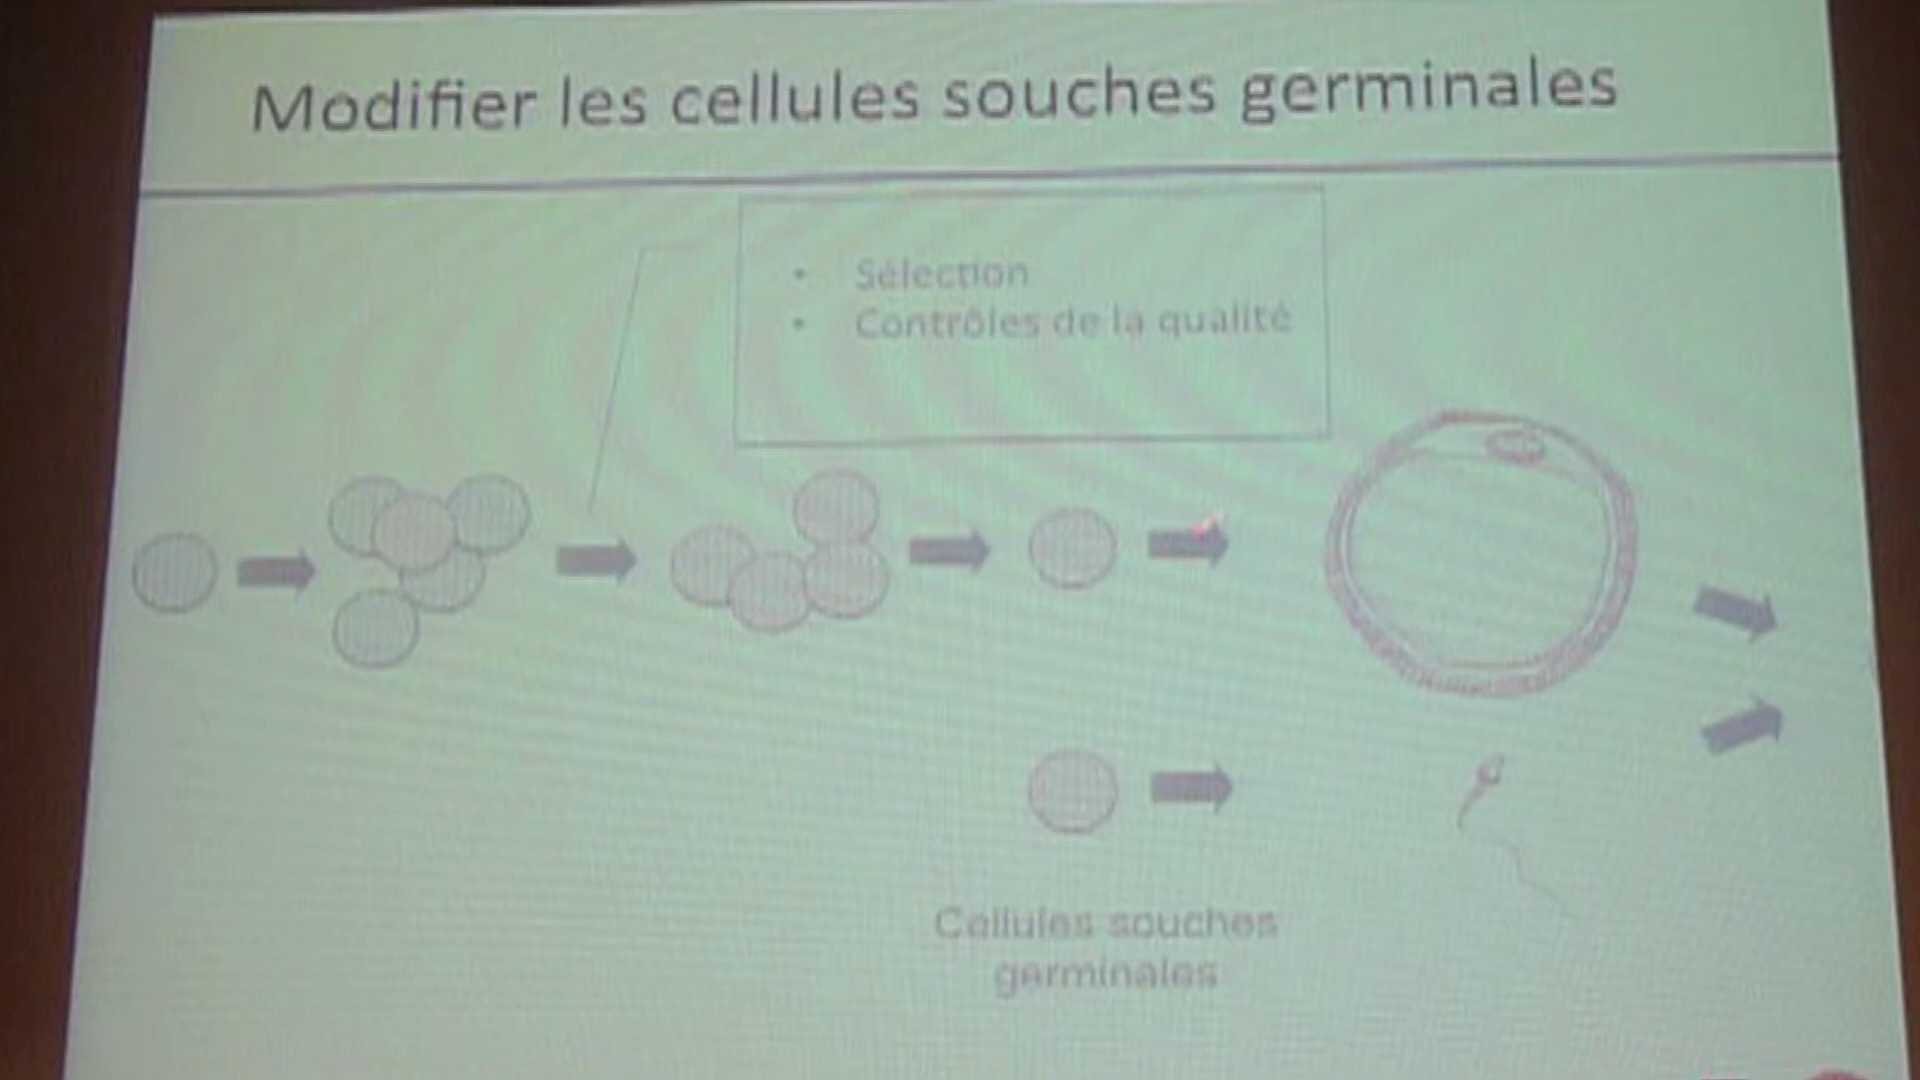 Modifier les cellules souches germinales
• Sélection
• Contrôles de la qualité
Cellules souches
germinales